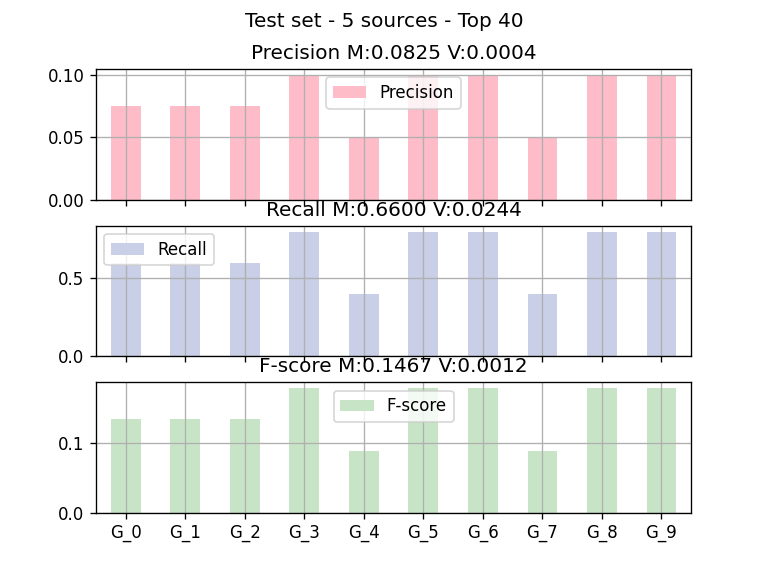 Test set - 5 sources - Top 40
Precision M:0.0825 V:0.0004
0.10
Precision
0.05
0.00
Recall M:0.6600 V:0.0244
Recall
0.5
0.0
F-score M:0.1467 V:0.0012
F-score
0.1
0.0
G_0 G_1 G_2 G_3 G_4 G_5 G_6 G_7 G_8 G_9